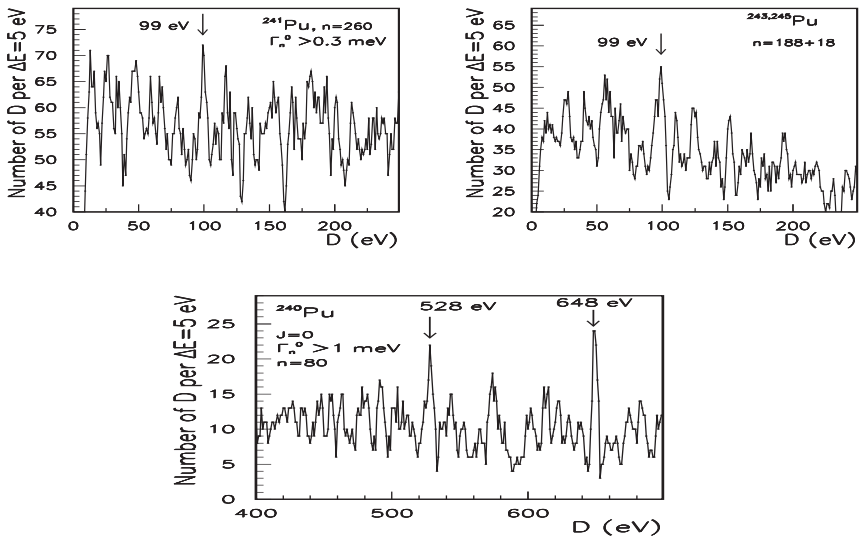 Number of D per ΔE=5 eV
75
70
65
60
55
50
45
40
99 eV
²⁴¹Pu, n=260
Γₙ⁰ >0.3 meV
0 50 100 150 200
D (eV)
Number of D per ΔE=5 eV
65
60
55
50
45
40
35
30
25
20
99 eV
²⁴³,²⁴⁵Pu
n=188+18
0 50 100 150 200
D (eV)
Number of D per ΔE=5 eV
25
20
15
10
5
0
²⁴⁰Pu
J=0
Γₙ⁰ >1 meV
n=80
528 eV
648 eV
400 500 600
D (eV)